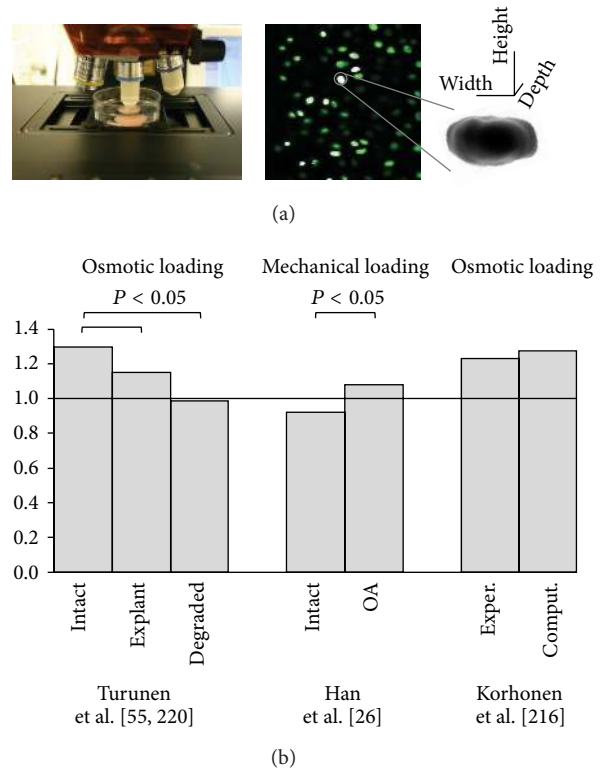 Height
Width
Depth
(a)
Osmotic loading
Mechanical loading
Osmotic loading
P < 0.05
P < 0.05
1.4
1.2
1.0
0.8
0.6
0.4
0.2
0.0
Intact
Explant
Degraded
Intact
OA
Exper.
Comput.
Turunen
et al. [55, 220]
Han
et al. [26]
Korhonen
et al. [216]
(b)